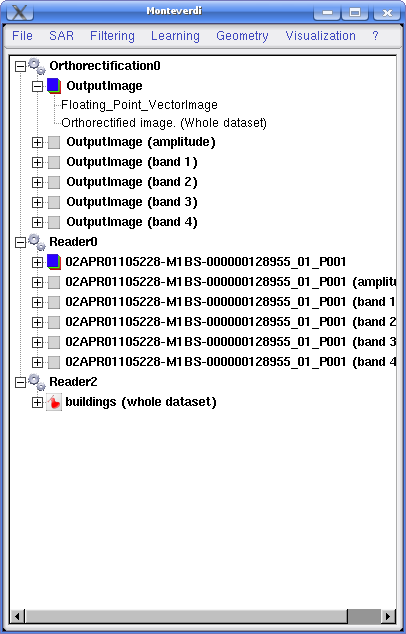 Monteverdi
File SAR Filtering Learning Geometry Visualization ?
Orthorectification0
OutputImage
Floating_Point_VectorImage
Orthorectified image. (Whole dataset)
OutputImage (amplitude)
OutputImage (band 1)
OutputImage (band 2)
OutputImage (band 3)
OutputImage (band 4)
Reader0
02APR01105228-M1BS-000000128955_01_P001
02APR01105228-M1BS-000000128955_01_P001 (amplitu
02APR01105228-M1BS-000000128955_01_P001 (band 1
02APR01105228-M1BS-000000128955_01_P001 (band 2
02APR01105228-M1BS-000000128955_01_P001 (band 3
02APR01105228-M1BS-000000128955_01_P001 (band 4
Reader2
buildings (whole dataset)